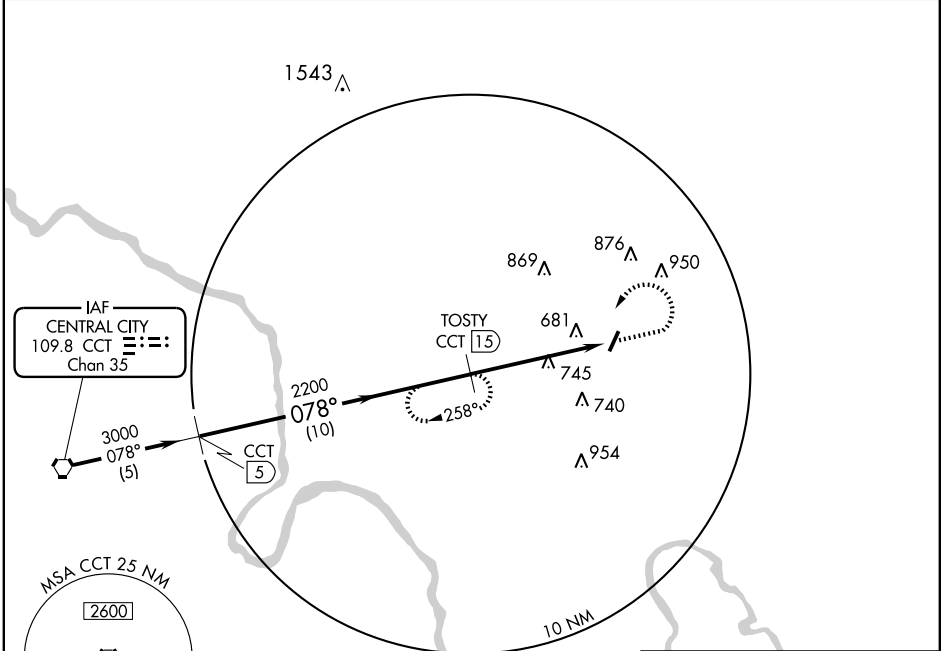 1543
876
869
950
IAF
CENTRAL CITY
109.8 CCT
Chan 35
TOSTY
CCT 15
681
745
2200
078°
(10)
258°
740
3000
078°
(5)
CCT
5
954
MSA CCT 25 NM
2600
10 NM